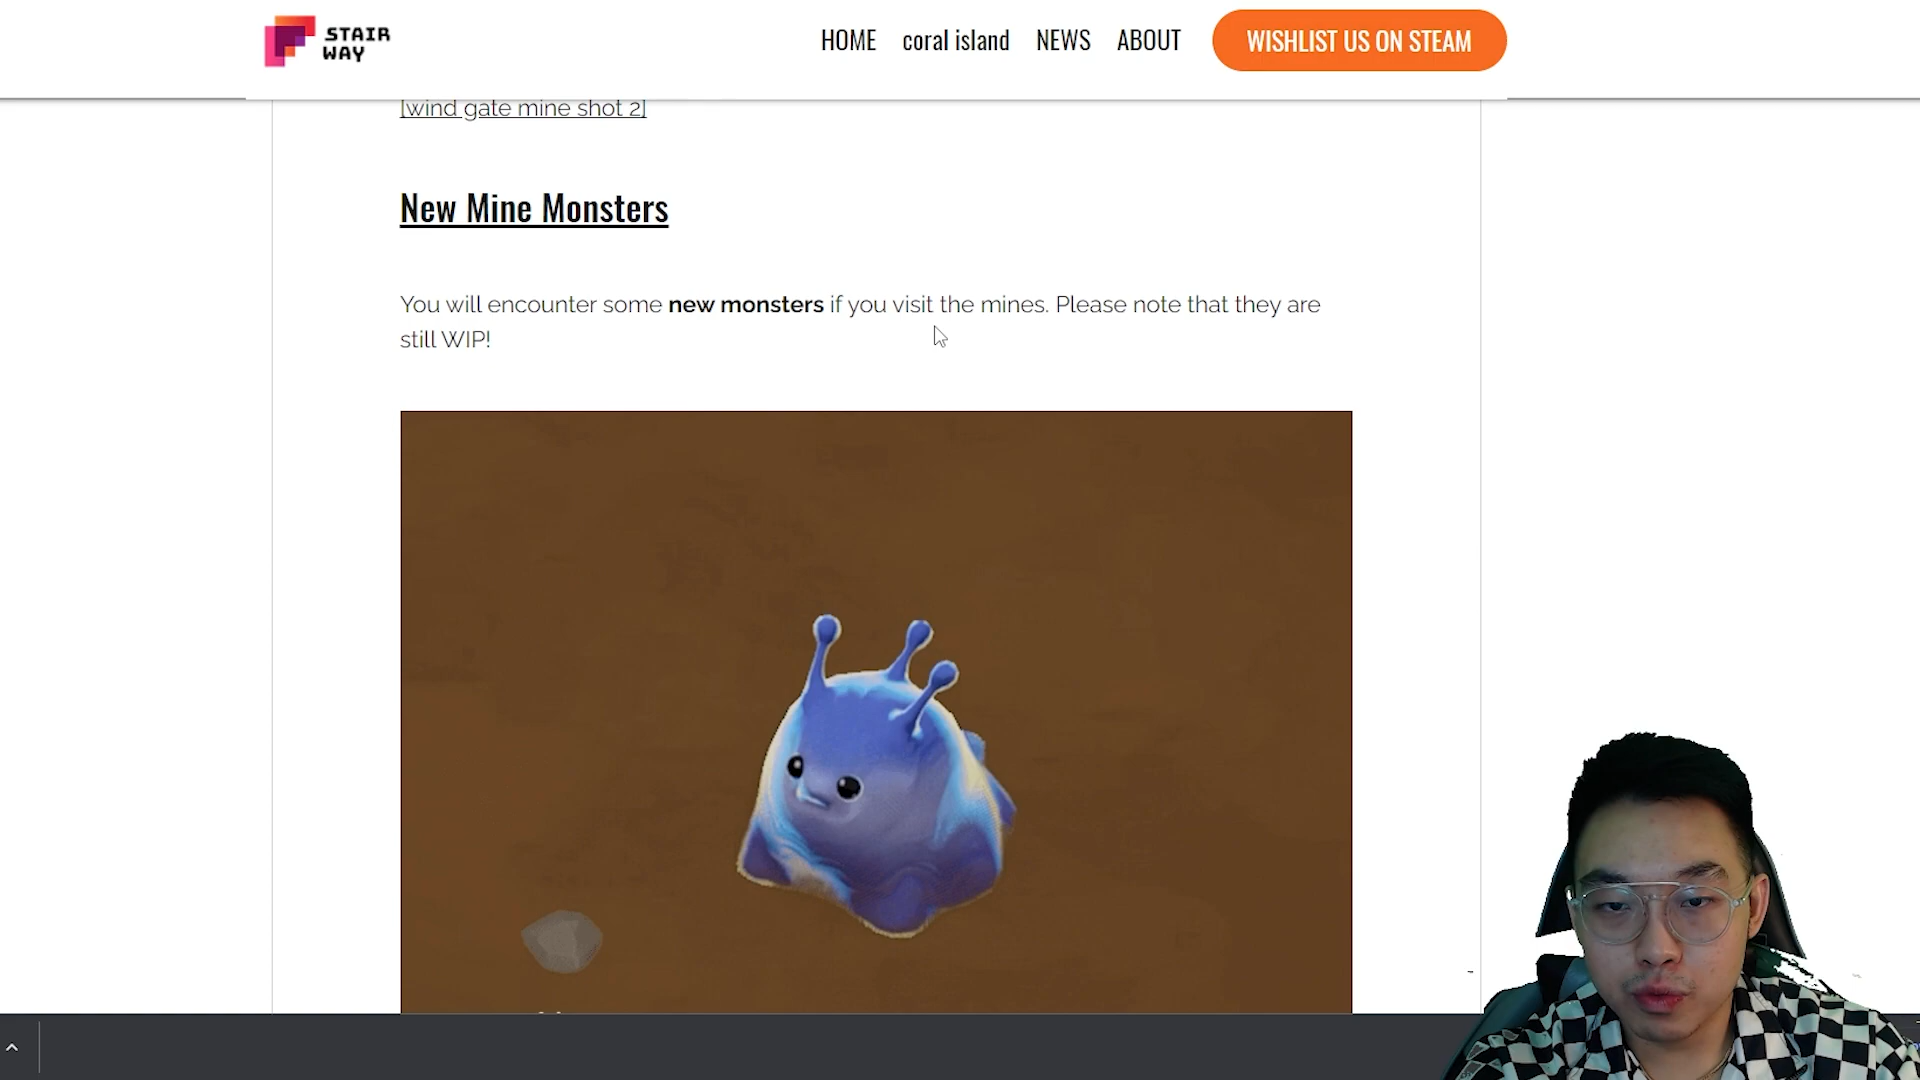 STAIR
WAY
HOME coral island NEWS ABOUT WISHLIST US ON STEAM
[wind gate mine shot 2]
New Mine Monsters
You will encounter some new monsters if you visit the mines. Please note that they are
still WIP!